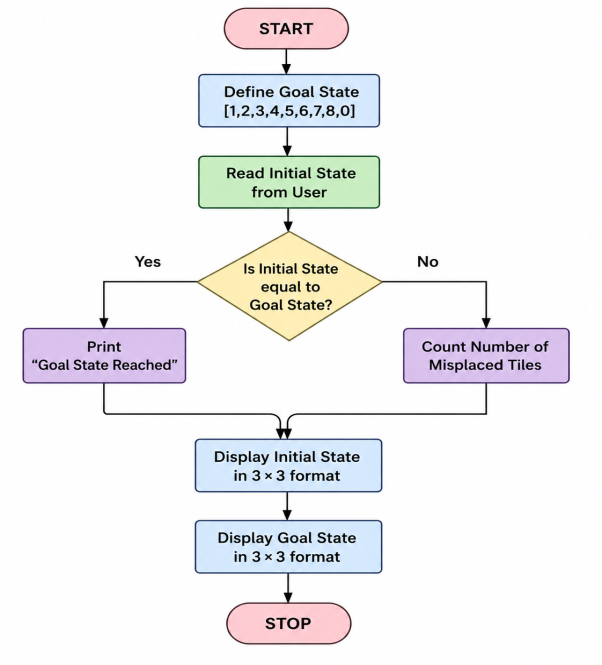 START
Define Goal State
[1,2,3,4,5,6,7,8,0]
Read Initial State
from User
Is Initial State
equal to
Goal State?
Yes
No
Print
“Goal State Reached”
Count Number of
Misplaced Tiles
Display Initial State
in 3 × 3 format
Display Goal State
in 3 × 3 format
STOP